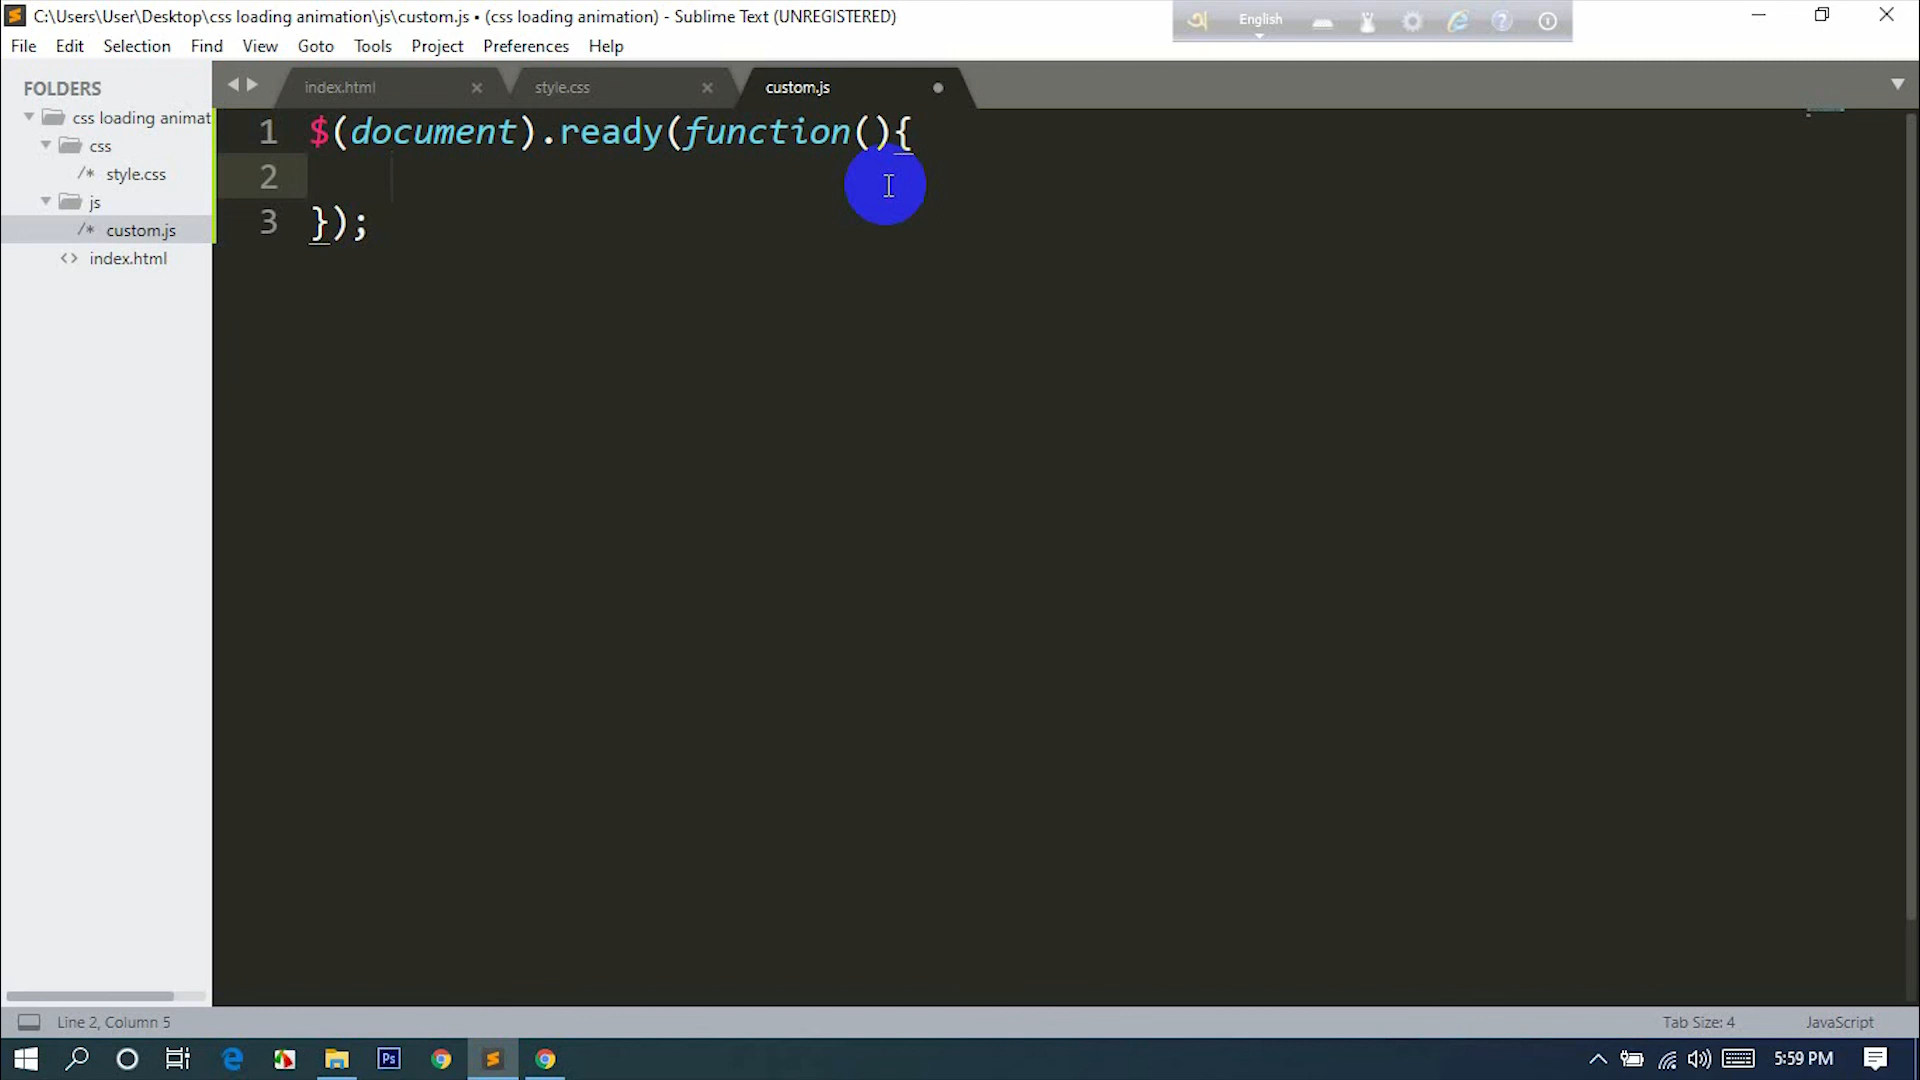 C:\Users\User\Desktop\css loading animation\js\custom.js • (css loading animation) - Sublime Text (UNREGISTERED)
অ English
File Edit Selection Find View Goto Tools Project Preferences Help
FOLDERS
css loading animat
css
/* style.css
js
/* custom.js
<> index.html
index.html × style.css × custom.js
1 $(document).ready(function(){
2
3 });
Line 2, Column 5
Tab Size: 4 JavaScript
Ps
5:59 PM